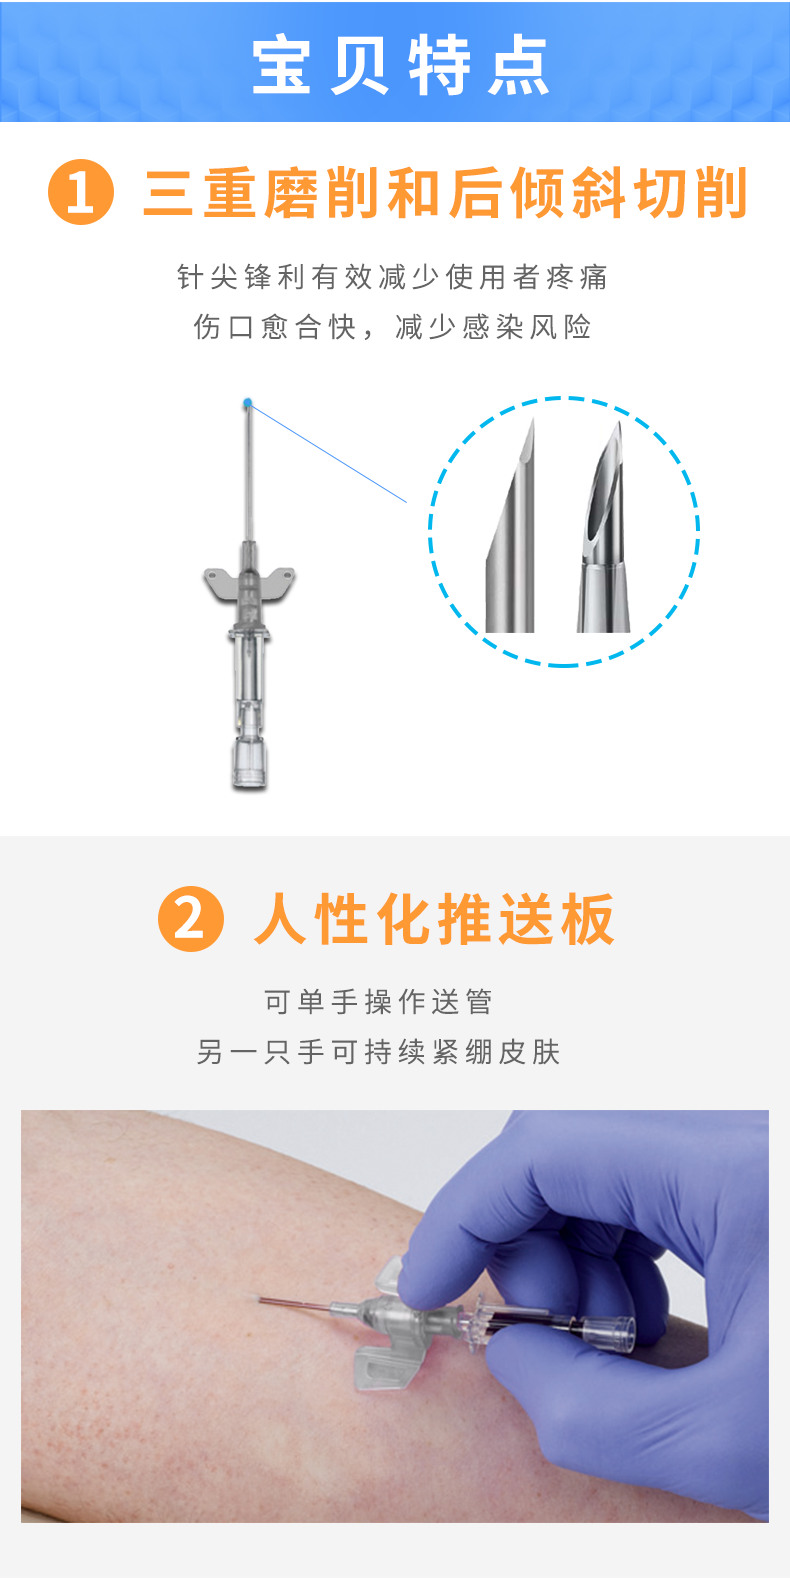 宝贝特点
1 三重磨削和后倾斜切削
针尖锋利有效减少使用者疼痛
伤口愈合快，减少感染风险
2 人性化推送板
可单手操作送管
另一只手可持续紧绷皮肤